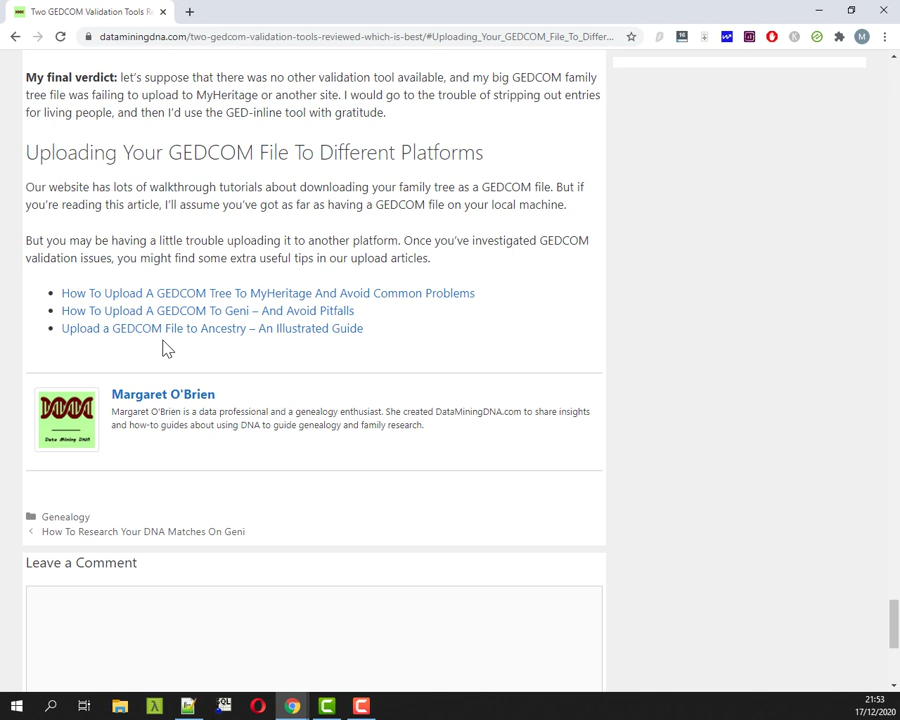 Two GEDCOM Validation Tools Re
dataminingdna.com/two-gedcom-validation-tools-reviewed-which-is-best/#Uploading_Your_GEDCOM_File_To_Differ...
My final verdict: let's suppose that there was no other validation tool available, and my big GEDCOM family
tree file was failing to upload to MyHeritage or another site. I would go to the trouble of stripping out entries
for living people, and then I'd use the GED-inline tool with gratitude.
Uploading Your GEDCOM File To Different Platforms
Our website has lots of walkthrough tutorials about downloading your family tree as a GEDCOM file. But if
you're reading this article, I'll assume you've got as far as having a GEDCOM file on your local machine.
But you may be having a little trouble uploading it to another platform. Once you've investigated GEDCOM
validation issues, you might find some extra useful tips in our upload articles.
How To Upload A GEDCOM Tree To MyHeritage And Avoid Common Problems
How To Upload A GEDCOM To Geni – And Avoid Pitfalls
Upload a GEDCOM File to Ancestry – An Illustrated Guide
Margaret O'Brien
Margaret O'Brien is a data professional and a genealogy enthusiast. She created DataMiningDNA.com to share insights
and how-to guides about using DNA to guide genealogy and family research.
Data Mining DNA
Genealogy
How To Research Your DNA Matches On Geni
Leave a Comment
21:53
17/12/2020